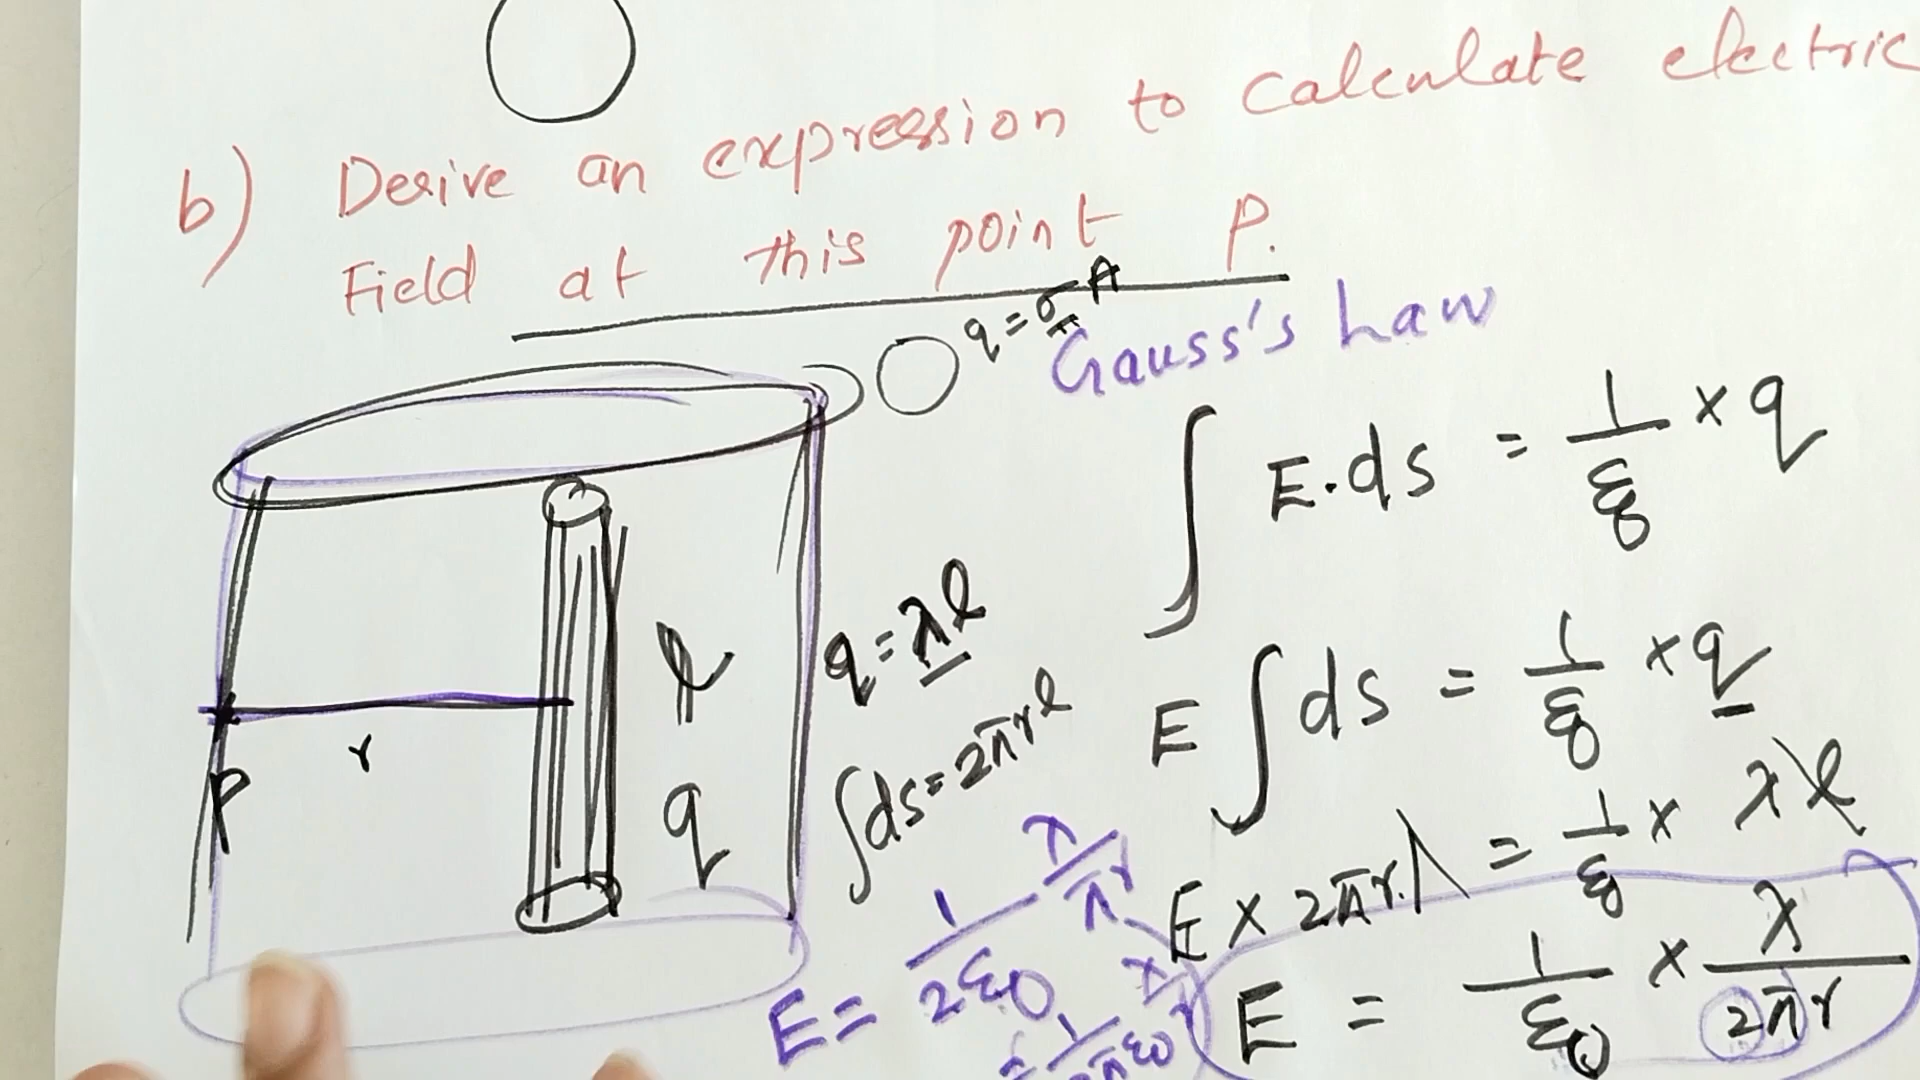 b) Derive an expression to calculate electric
Field at this point P.
q = σA
Gauss's Law
∫ E.ds = 1/ε0 × q
l
q = λl
E ∫ ds = 1/ε0 × q
r
P
q
∫ds = 2πrl
E × 2πr.l = 1/ε0 × λl
E = 1/2ε0 λ/πr
E = 1/ε0 × λ/2πr